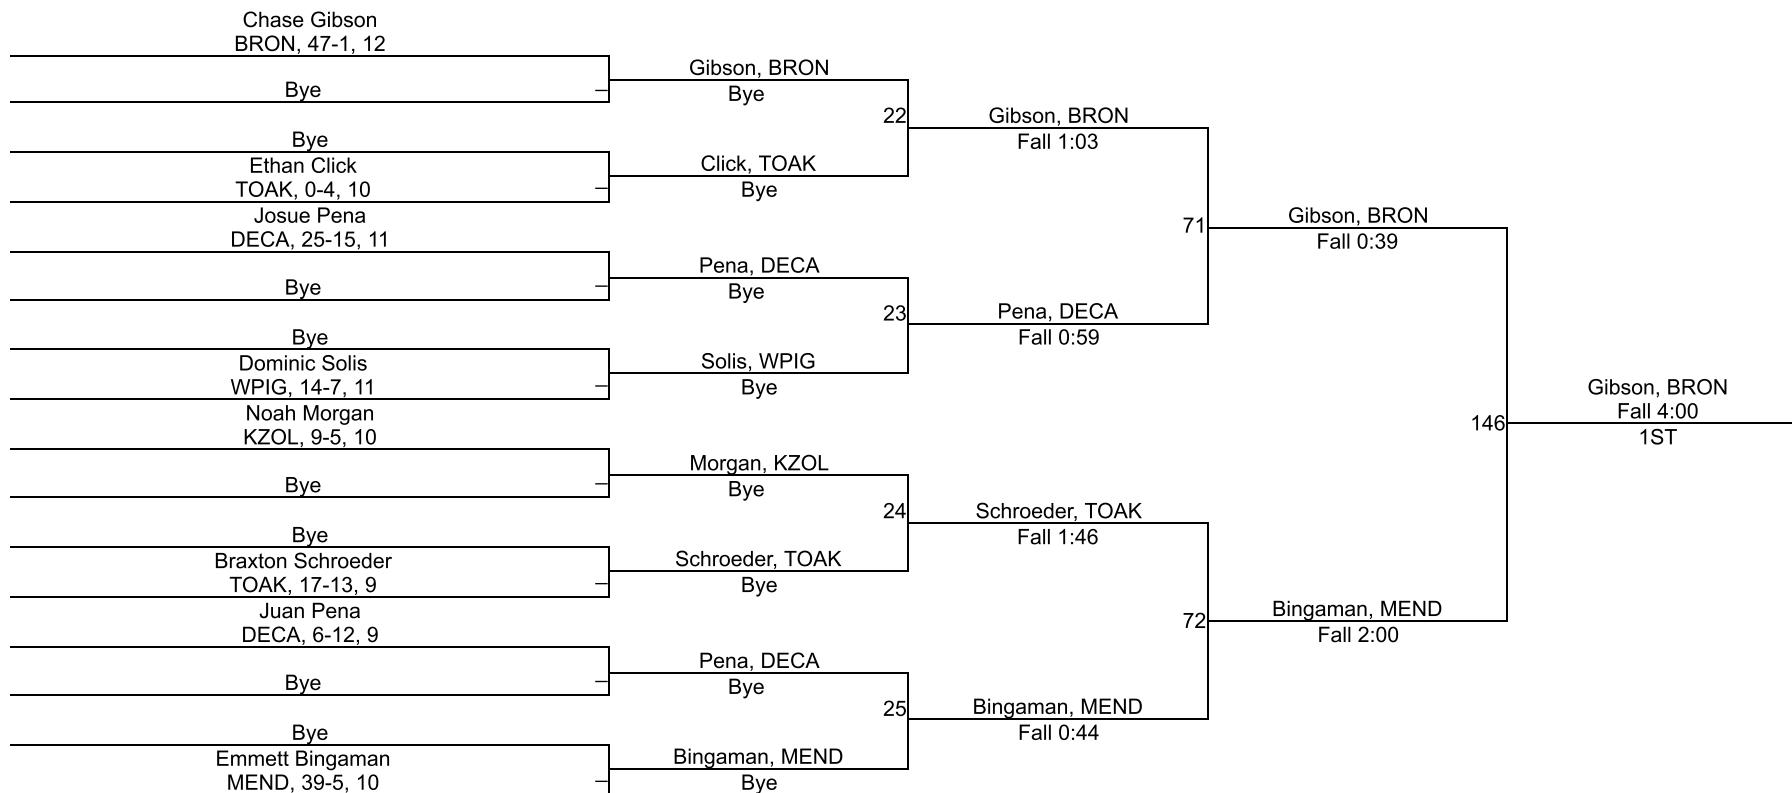 Chase Gibson
BRON, 47-1, 12
Bye
Bye
Ethan Click
TOAK, 0-4, 10
Josue Pena
DECA, 25-15, 11
Bye
Bye
Dominic Solis
WPIG, 14-7, 11
Noah Morgan
KZOL, 9-5, 10
Bye
Bye
Braxton Schroeder
TOAK, 17-13, 9
Juan Pena
DECA, 6-12, 9
Bye
Bye
Emmett Bingaman
MEND, 39-5, 10
Gibson, BRON
Bye
22
Click, TOAK
Bye
Pena, DECA
Bye
23
Solis, WPIG
Bye
Morgan, KZOL
Bye
24
Schroeder, TOAK
Bye
Pena, DECA
Bye
25
Bingaman, MEND
Bye
Gibson, BRON
Fall 1:03
71
Pena, DECA
Fall 0:59
Schroeder, TOAK
Fall 1:46
72
Bingaman, MEND
Fall 0:44
Gibson, BRON
Fall 0:39
146
Bingaman, MEND
Fall 2:00
Gibson, BRON
Fall 4:00
1ST